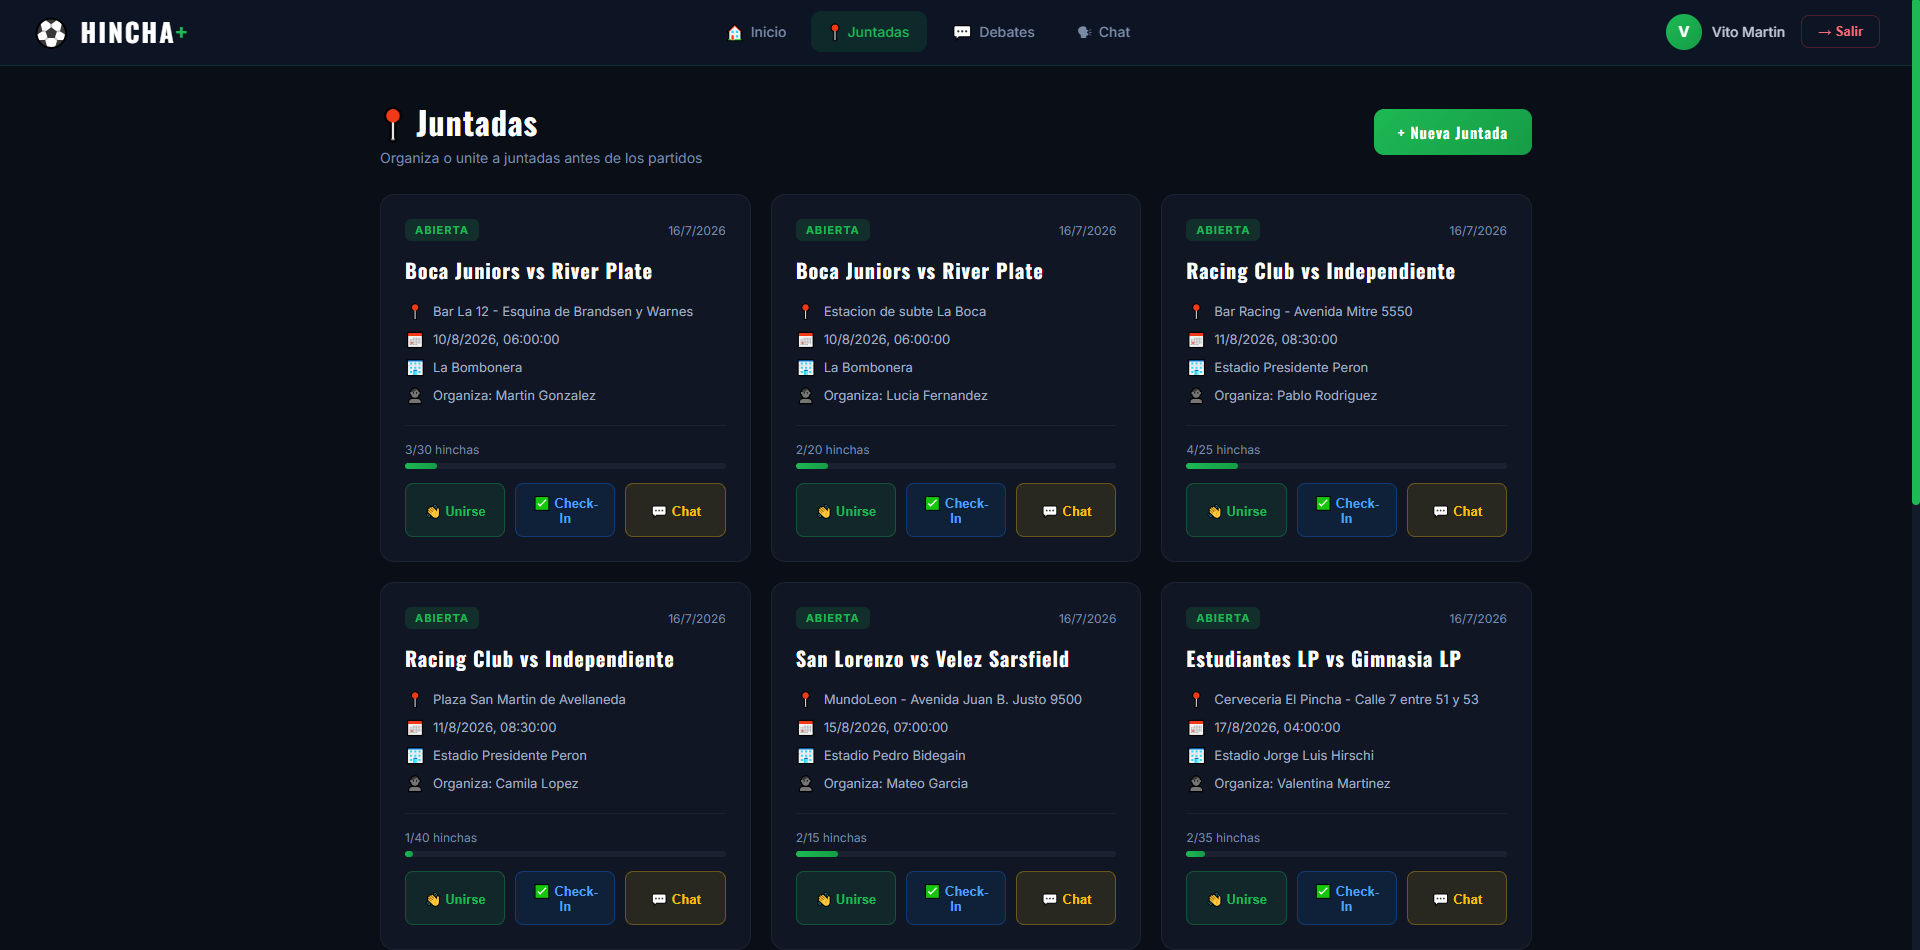 HINCHA+
Inicio
Juntadas
Debates
Chat
V
Vito Martin
→ Salir
Juntadas
Organiza o unite a juntadas antes de los partidos
+ Nueva Juntada
ABIERTA
16/7/2026
Boca Juniors vs River Plate
Bar La 12 - Esquina de Brandsen y Warnes
10/8/2026, 06:00:00
La Bombonera
Organiza: Martin Gonzalez
3/30 hinchas
Unirse
Check-
In
Chat
ABIERTA
16/7/2026
Boca Juniors vs River Plate
Estacion de subte La Boca
10/8/2026, 06:00:00
La Bombonera
Organiza: Lucia Fernandez
2/20 hinchas
Unirse
Check-
In
Chat
ABIERTA
16/7/2026
Racing Club vs Independiente
Bar Racing - Avenida Mitre 5550
11/8/2026, 08:30:00
Estadio Presidente Peron
Organiza: Pablo Rodriguez
4/25 hinchas
Unirse
Check-
In
Chat
ABIERTA
16/7/2026
Racing Club vs Independiente
Plaza San Martin de Avellaneda
11/8/2026, 08:30:00
Estadio Presidente Peron
Organiza: Camila Lopez
1/40 hinchas
Unirse
Check-
In
Chat
ABIERTA
16/7/2026
San Lorenzo vs Velez Sarsfield
MundoLeon - Avenida Juan B. Justo 9500
15/8/2026, 07:00:00
Estadio Pedro Bidegain
Organiza: Mateo Garcia
2/15 hinchas
Unirse
Check-
In
Chat
ABIERTA
16/7/2026
Estudiantes LP vs Gimnasia LP
Cerveceria El Pincha - Calle 7 entre 51 y 53
17/8/2026, 04:00:00
Estadio Jorge Luis Hirschi
Organiza: Valentina Martinez
2/35 hinchas
Unirse
Check-
In
Chat